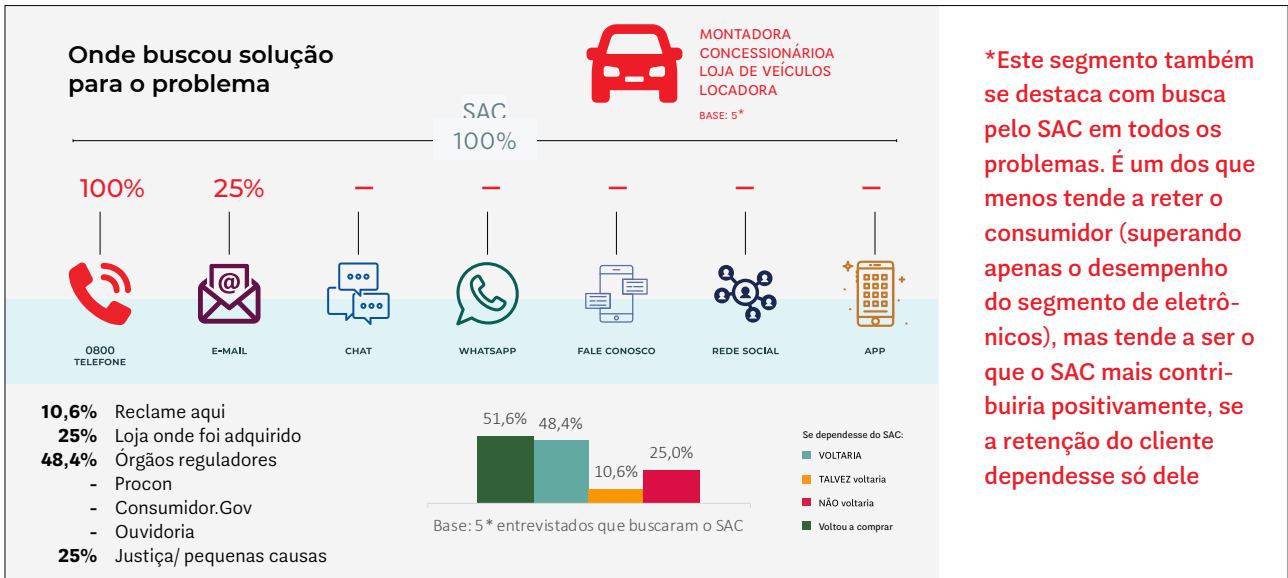 Onde buscou solução
para o problema
MONTADORA
CONCESSIONÁRIOA
LOJA DE VEÍCULOS
LOCADORA
BASE: 5*
SAC
100%
100%
25%
–
–
–
–
–
@
0800
TELEFONE
E-MAIL
CHAT
WHATSAPP
FALE CONOSCO
REDE SOCIAL
APP
10,6% Reclame aqui
25% Loja onde foi adquirido
48,4% Órgãos reguladores
- Procon
- Consumidor.Gov
- Ouvidoria
25% Justiça/ pequenas causas
51,6%
48,4%
10,6%
25,0%
Base: 5* entrevistados que buscaram o SAC
Se dependesse do SAC:
VOLTARIA
TALVEZ voltaria
NÃO voltaria
Voltou a comprar
*Este segmento também
se destaca com busca
pelo SAC em todos os
problemas. É um dos que
menos tende a reter o
consumidor (superando
apenas o desempenho
do segmento de eletrô-
nicos), mas tende a ser o
que o SAC mais contri-
buiria positivamente, se
a retenção do cliente
dependesse só dele